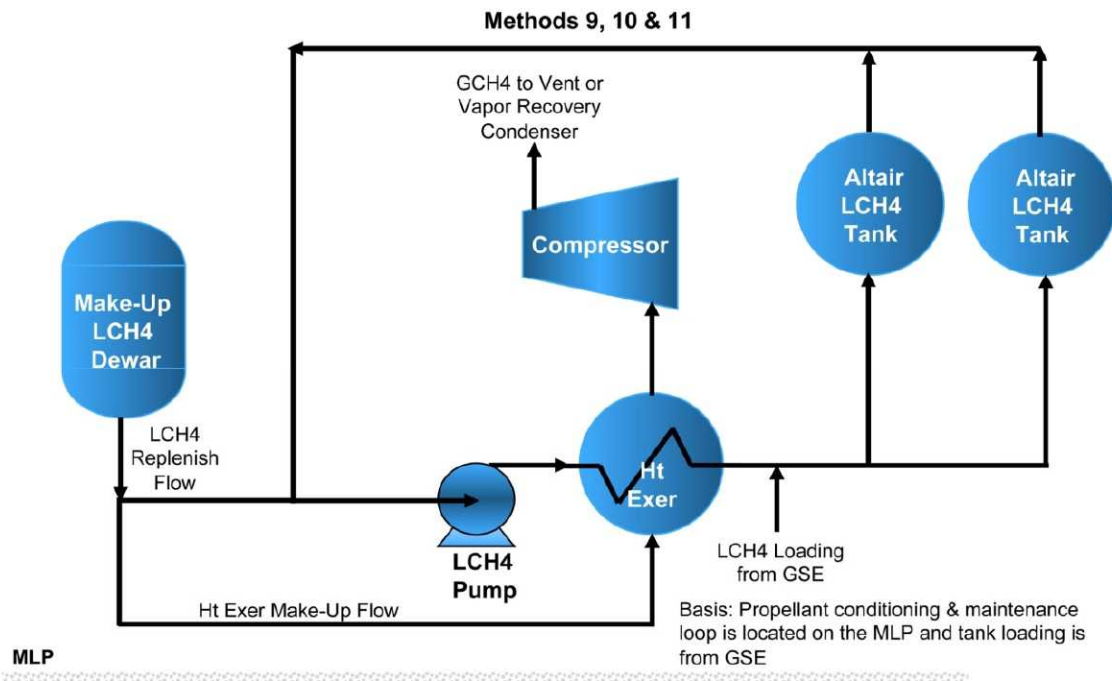 Methods 9, 10 & 11
GCH4 to Vent or
Vapor Recovery
Condenser
Altair
LCH4
Tank
Altair
LCH4
Tank
Compressor
Make-Up
LCH4
Dewar
LCH4
Replenish
Flow
Ht
Exer
LCH4
Pump
LCH4 Loading
from GSE
Ht Exer Make-Up Flow
Basis: Propellant conditioning & maintenance
loop is located on the MLP and tank loading is
from GSE
MLP